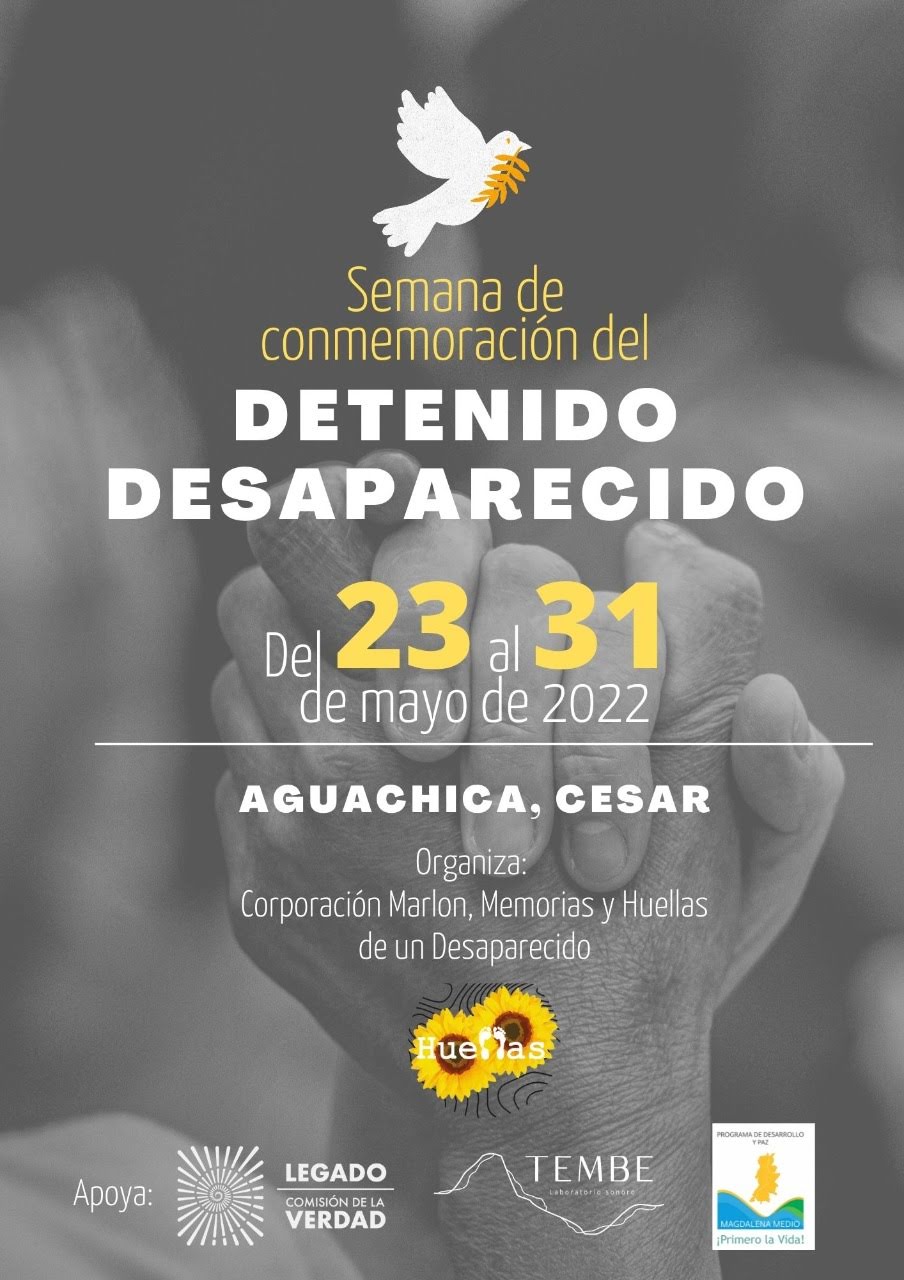 Semana de
conmemoración del
DETENIDO
DESAPARECIDO
Del 23 al 31
de mayo de 2022
AGUACHICA, CESAR
Organiza:
Corporación Marlon, Memorias y Huellas
de un Desaparecido
Huellas
Apoya:
LEGADO
COMISIÓN DE LA
VERDAD
TEMBE
Laboratorio sonoro
PROGRAMA DE DESARROLLO
Y PAZ
MAGDALENA MEDIO
¡Primero la Vida!